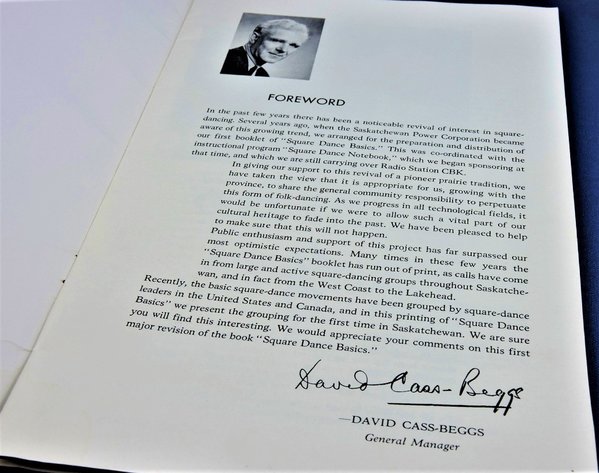 FOREWORD
In the past few years there has been a noticeable revival of interest in square-
dancing. Several years ago, when the Saskatchewan Power Corporation became
aware of this growing trend, we arranged for the preparation and distribution of
our first booklet of "Square Dance Basics." This was co-ordinated with the
instructional program "Square Dance Notebook," which we began sponsoring at
that time, and which we are still carrying over Radio Station CBK.
In giving our support to this revival of a pioneer prairie tradition, we
have taken the view that it is appropriate for us, growing with the
province, to share the general community responsibility to perpetuate
this form of folk-dancing. As we progress in all technological fields, it
would be unfortunate if we were to allow such a vital part of our
cultural heritage to fade into the past. We have been pleased to help
to make sure that this will not happen.
Public enthusiasm and support of this project has far surpassed our
most optimistic expectations. Many times in these few years the
"Square Dance Basics" booklet has run out of print, as calls have come
in from large and active square-dancing groups throughout Saskatche-
wan, and in fact from the West Coast to the Lakehead.
Recently, the basic square-dance movements have been grouped by square-dance
leaders in the United States and Canada, and in this printing of "Square Dance
Basics" we present the grouping for the first time in Saskatchewan. We are sure
you will find this interesting. We would appreciate your comments on this first
major revision of the book "Square Dance Basics."
David Cass-Beggs
—DAVID CASS-BEGGS
General Manager